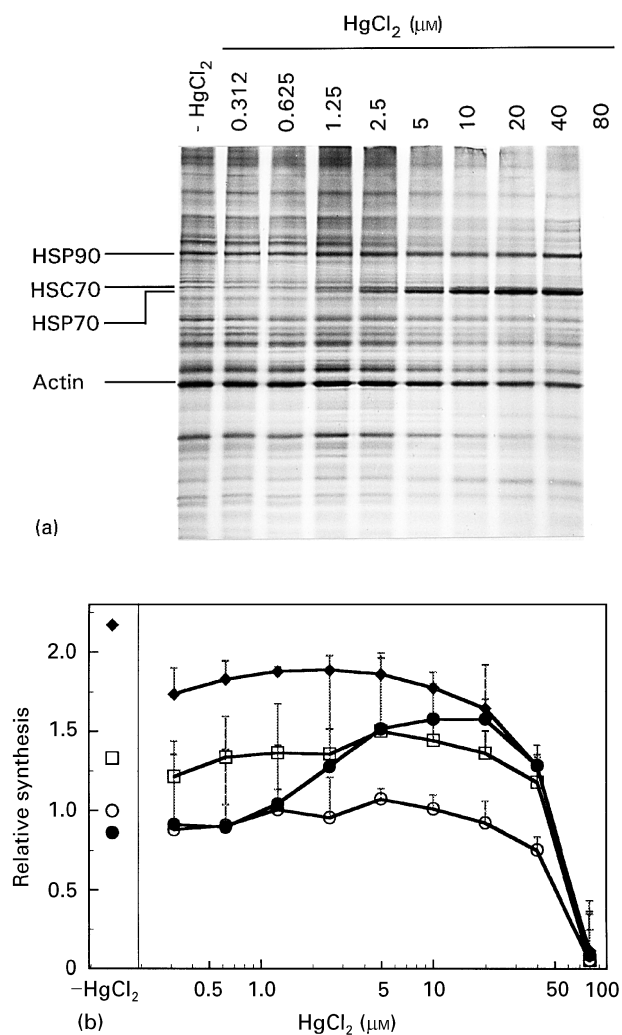 HgCl₂ (μM)
- HgCl₂ 0.312 0.625 1.25 2.5 5 10 20 40 80
HSP90
HSC70
HSP70
Actin
(a)
2.0
1.5
1.0
0.5
0
Relative synthesis
−HgCl₂ 0.5 1.0 5 10 50 100
(b) HgCl₂ (μM)